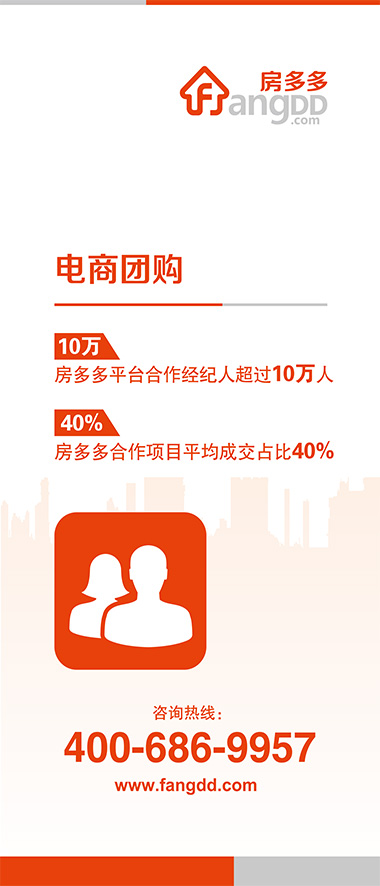 房多多
fangDD
.com
电商团购
10万
房多多平台合作经纪人超过10万人
40%
房多多合作项目平均成交占比40%
咨询热线：
400-686-9957
www.fangdd.com